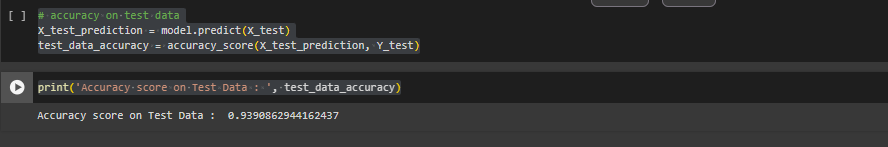 [ ] # accuracy on test data
X_test_prediction = model.predict(X_test)
test_data_accuracy = accuracy_score(X_test_prediction, Y_test)
print('Accuracy score on Test Data : ', test_data_accuracy)
Accuracy score on Test Data :  0.9390862944162437